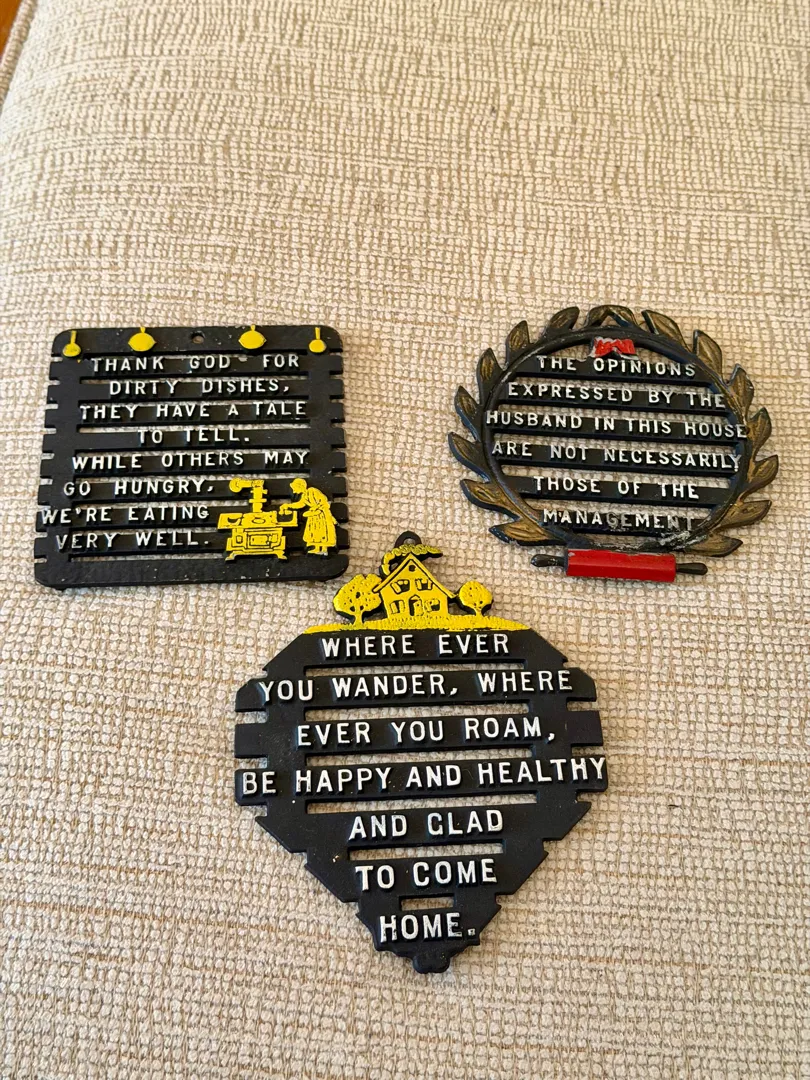 THANK GOD FOR
DIRTY DISHES,
THEY HAVE A TALE
TO TELL.
WHILE OTHERS MAY
GO HUNGRY,
WE'RE EATING
VERY WELL.
THE OPINIONS
EXPRESSED BY THE
HUSBAND IN THIS HOUSE
ARE NOT NECESSARILY
THOSE OF THE
MANAGEMENT
WHERE EVER
YOU WANDER, WHERE
EVER YOU ROAM,
BE HAPPY AND HEALTHY
AND GLAD
TO COME
HOME.